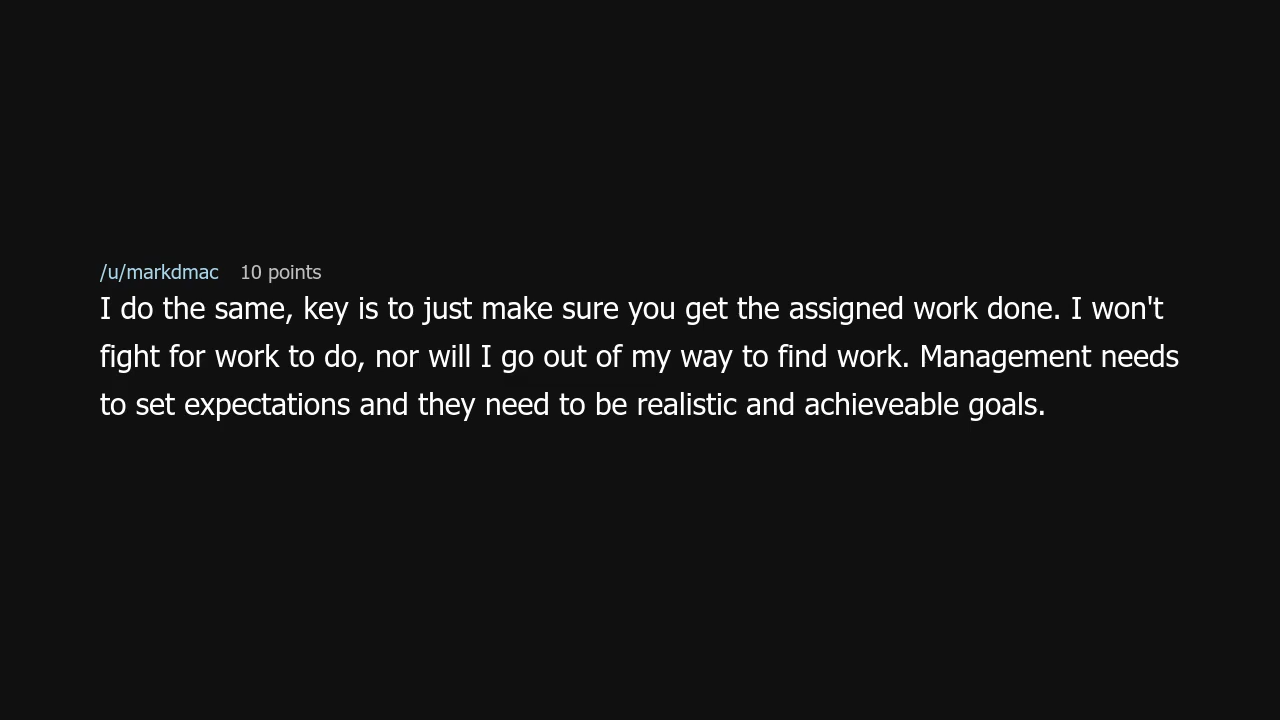 /u/markdmac 10 points
I do the same, key is to just make sure you get the assigned work done. I won't
fight for work to do, nor will I go out of my way to find work. Management needs
to set expectations and they need to be realistic and achieveable goals.